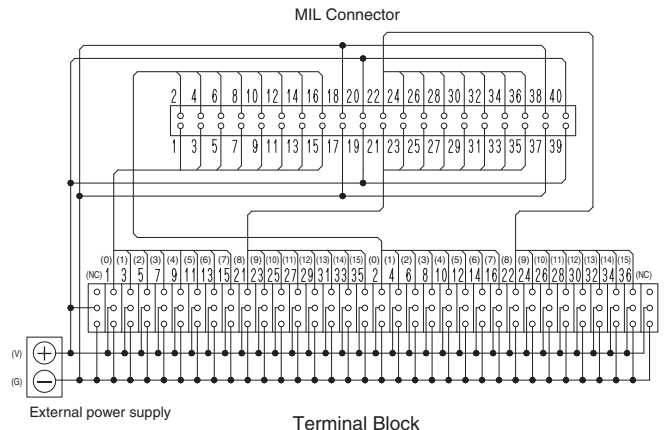 MIL Connector
2 4 6 8 10 12 14 16 18 20 22 24 26 28 30 32 34 36 38 40
1 3 5 7 9 11 13 15 17 19 21 23 25 27 29 31 33 35 37 39
(0) (1) (2) (3) (4) (5) (6) (7) (8) (9) (10) (11) (12) (13) (14) (15) (0) (1) (2) (3) (4) (5) (6) (7) (8) (9) (10) (11) (12) (13) (14) (15)
(NC) 1 3 5 7 9 11 13 15 21 23 25 27 29 31 33 35 2 4 6 8 10 12 14 16 22 24 26 28 30 32 34 36 (NC)
(V)
(G)
External power supply
Terminal Block